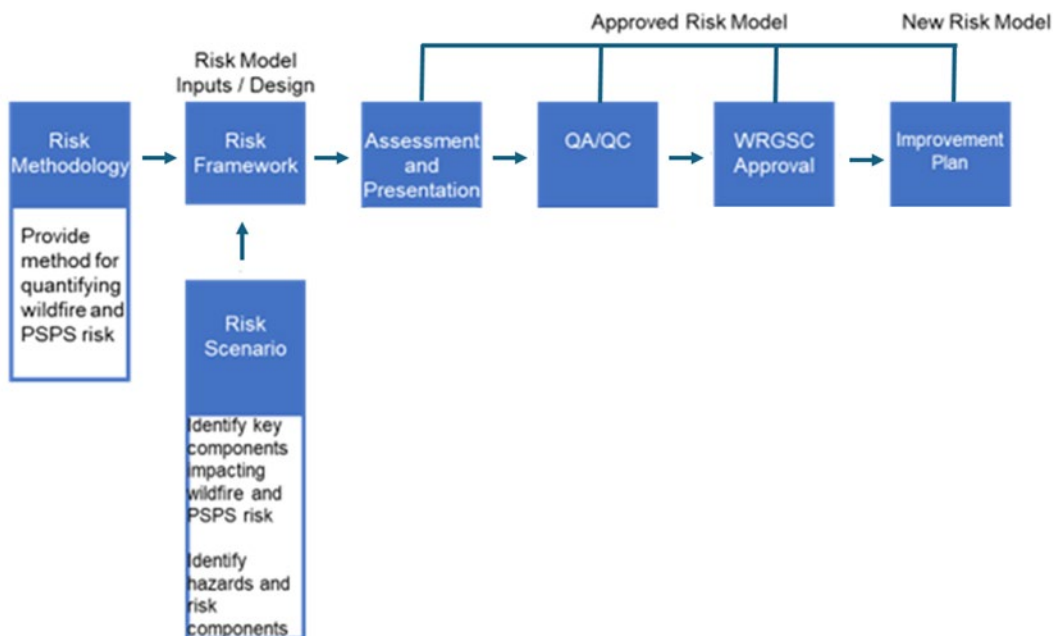 Approved Risk Model
New Risk Model
Risk Model
Inputs / Design
Risk
Methodology
Risk
Framework
Assessment
and
Presentation
QA/QC
WRGSC
Approval
Improvement
Plan
Provide
method for
quantifying
wildfire and
PSPS risk
Risk
Scenario
Identify key
components
impacting
wildfire and
PSPS risk
Identify
hazards and
risk
components